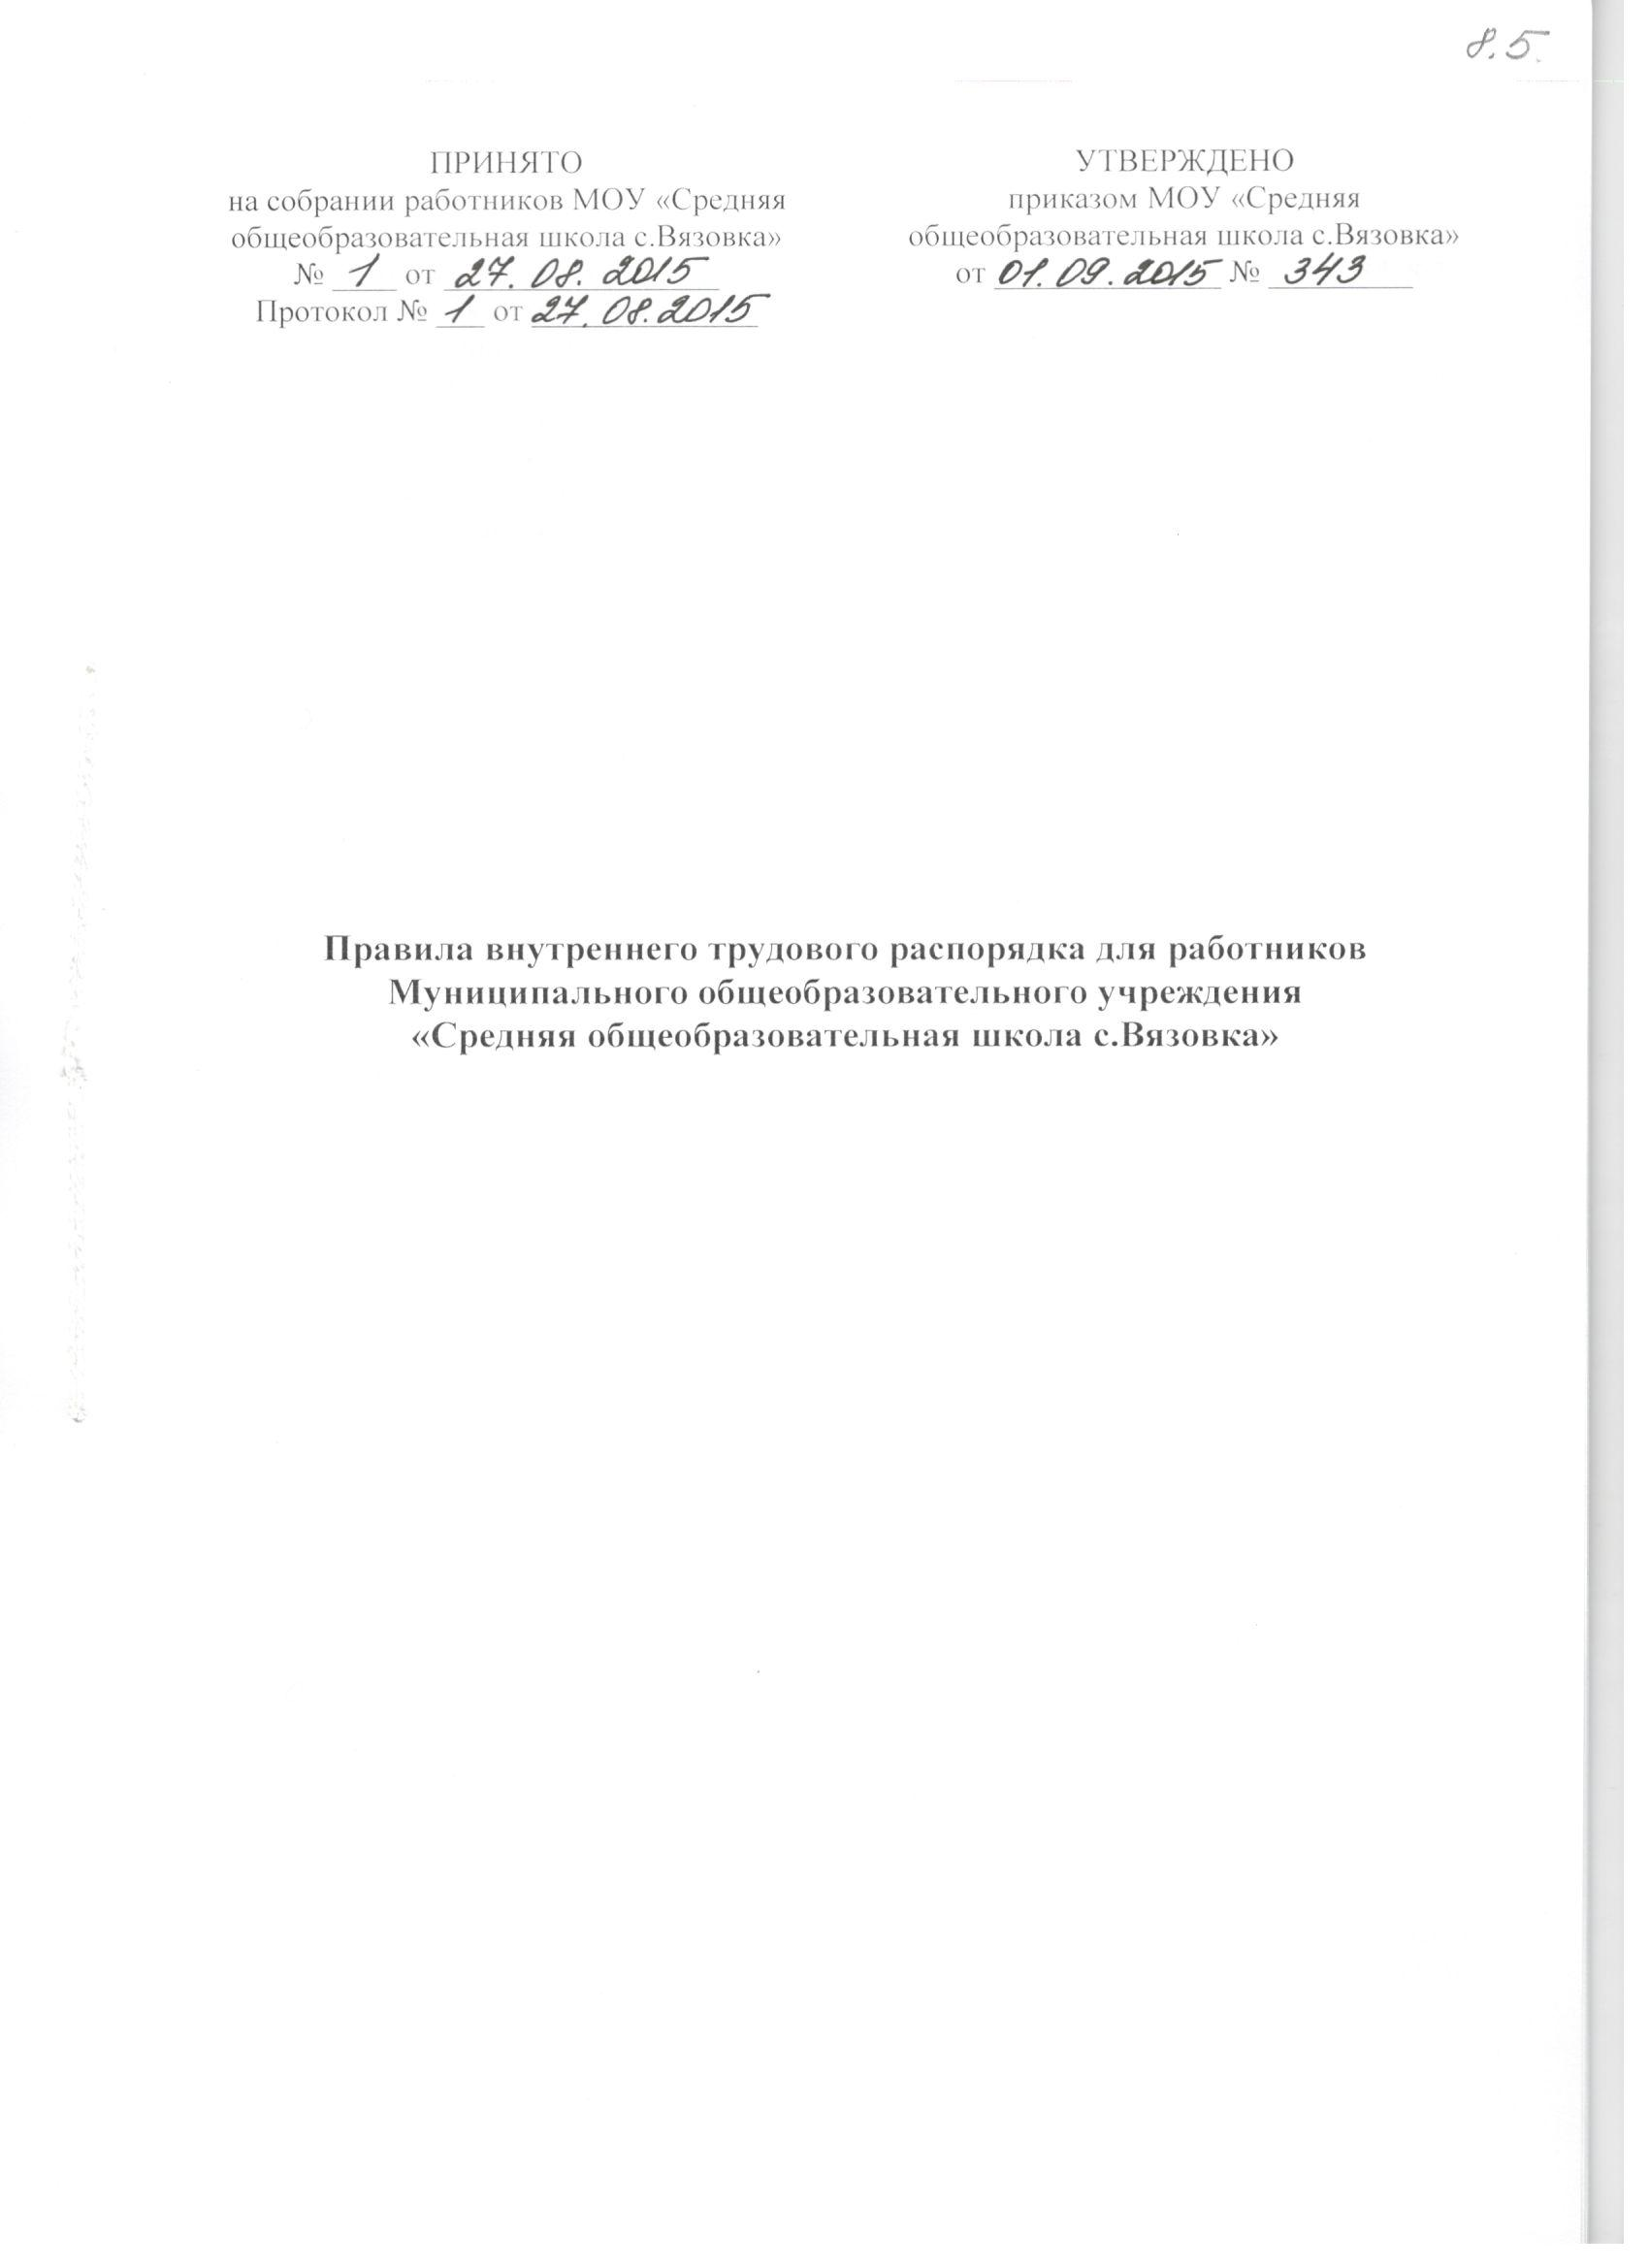 8.5.
ПРИНЯТО
на собрании работников МОУ «Средняя
общеобразовательная школа с.Вязовка»
№ 1 от 27.08.2015
Протокол № 1 от 27.08.2015
УТВЕРЖДЕНО
приказом МОУ «Средняя
общеобразовательная школа с.Вязовка»
от 01.09.2015 № 343
Правила внутреннего трудового распорядка для работников
Муниципального общеобразовательного учреждения
«Средняя общеобразовательная школа с.Вязовка»